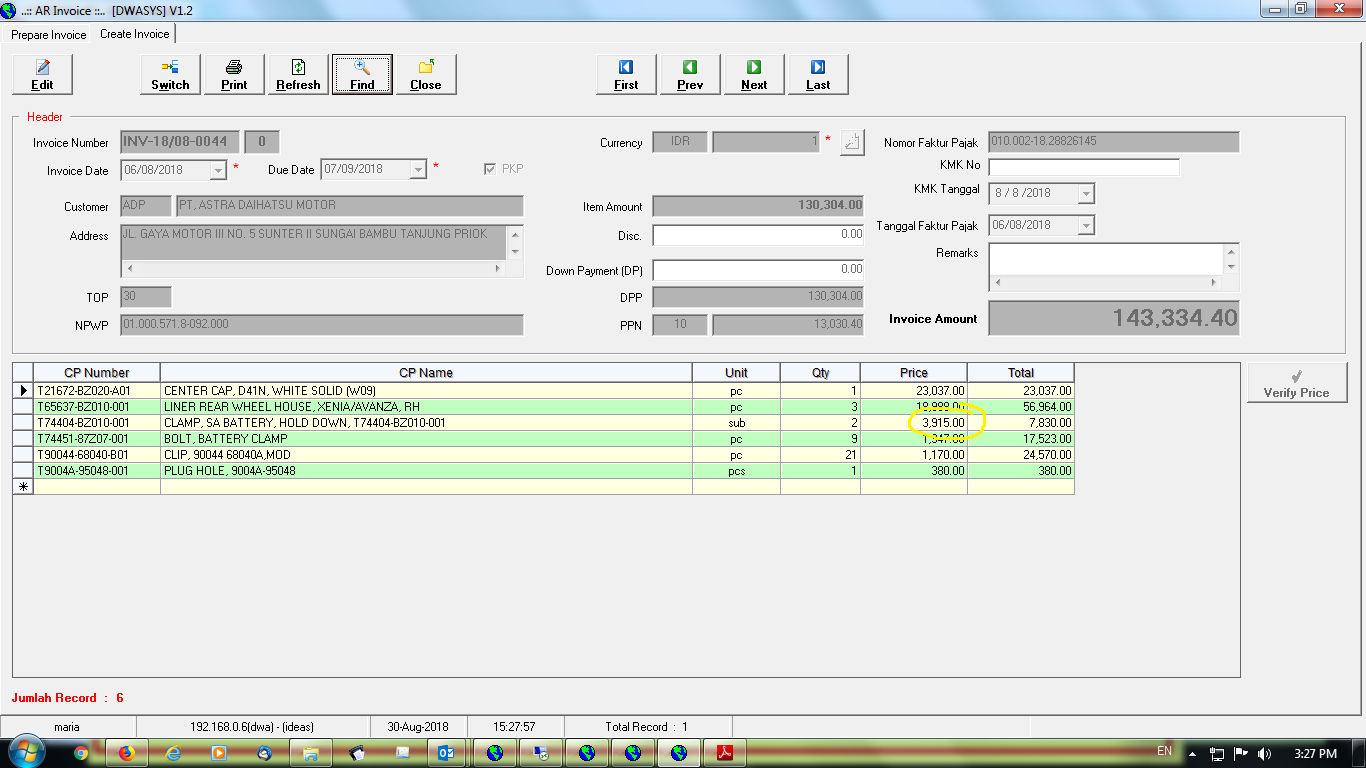 ..:: AR Invoice ::.. [DWASYS] V1.2
Prepare Invoice Create Invoice
Edit Switch Print Refresh Find Close First Prev Next Last
Header
Invoice Number INV-18/08-0044 0 Currency IDR 1 * Nomor Faktur Pajak 010.002-18.28826145
KMK No
Invoice Date 06/08/2018 * Due Date 07/09/2018 * PKP
KMK Tanggal 8 / 8 /2018
Customer ADP PT, ASTRA DAIHATSU MOTOR Item Amount 130,304.00
Tanggal Faktur Pajak 06/08/2018
Address JL. GAYA MOTOR III NO. 5 SUNTER II SUNGAI BAMBU TANJUNG PRIOK Disc. 0.00
Remarks
Down Payment (DP) 0.00
TOP 30 DPP 130,304.00
NPWP 01.000.571.8-092.000 PPN 10 13,030.40 Invoice Amount 143,334.40
CP Number CP Name Unit Qty Price Total
T21672-BZ020-A01 CENTER CAP, D41N, WHITE SOLID (W09) pc 1 23,037.00 23,037.00
T65637-BZ010-001 LINER REAR WHEEL HOUSE, XENIA/AVANZA, RH pc 3 18,988.00 56,964.00
T74404-BZ010-001 CLAMP, SA BATTERY, HOLD DOWN, T74404-BZ010-001 sub 2 3,915.00 7,830.00
T74451-87Z07-001 BOLT, BATTERY CLAMP pc 9 1,947.00 17,523.00
T90044-68040-B01 CLIP, 90044 68040A,MOD pc 21 1,170.00 24,570.00
T9004A-95048-001 PLUG HOLE, 9004A-95048 pcs 1 380.00 380.00
Verify Price
Jumlah Record : 6
maria 192.168.0.6(dwa) - (ideas) 30-Aug-2018 15:27:57 Total Record : 1
EN 3:27 PM